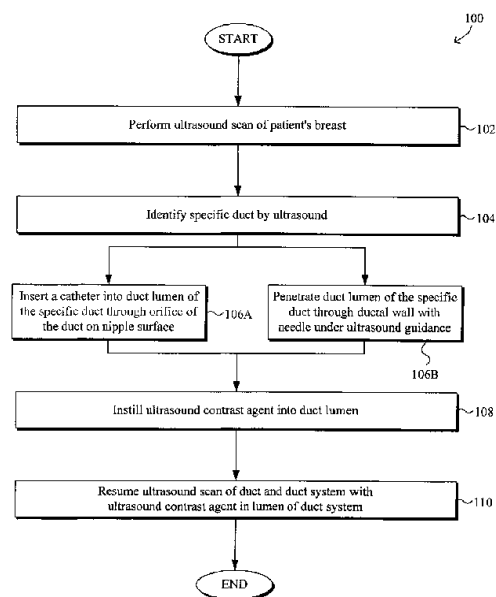 100
START
Perform ultrasound scan of patient's breast
102
Identify specific duct by ultrasound
104
Insert a catheter into duct lumen of
the specific duct through orifice of
the duct on nipple surface
106A
Penetrate duct lumen of the specific
duct through ductal wall with
needle under ultrasound guidance
106B
Instill ultrasound contrast agent into duct lumen
108
Resume ultrasound scan of duct and duct system with
ultrasound contrast agent in lumen of duct system
110
END